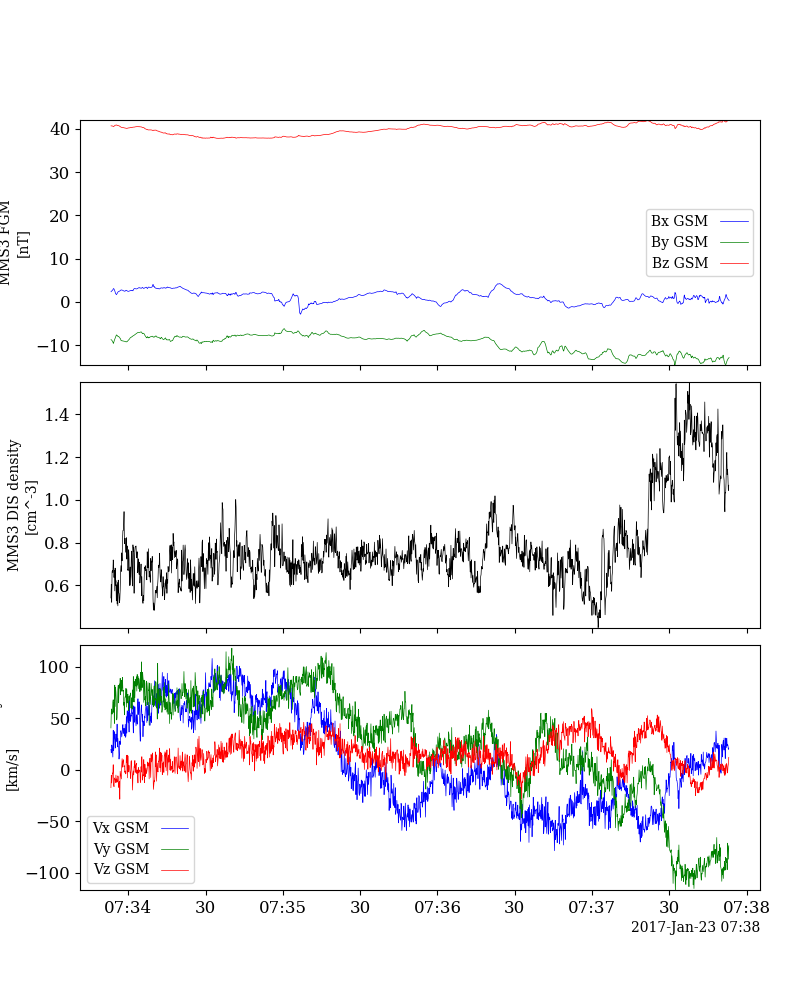 40
30
20
10
0
−10
MMS3 FGM
[nT]
Bx GSM
By GSM
Bz GSM
1.4
1.2
1.0
0.8
0.6
MMS3 DIS density
[cm^-3]
100
50
0
−50
−100
[km/s]
Vx GSM
Vy GSM
Vz GSM
07:34 30 07:35 30 07:36 30 07:37 30 07:38
2017-Jan-23 07:38